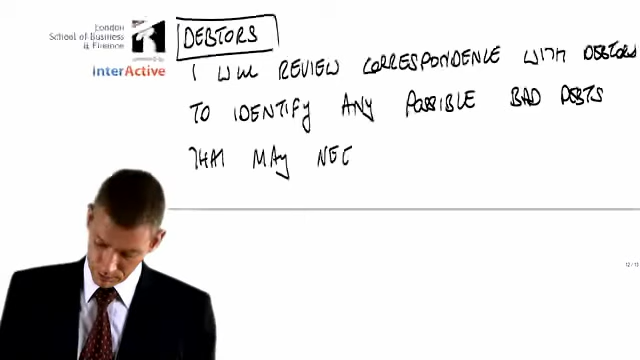 London
School of Business
& Finance
InterActive
DEBTORS
I WILL REVIEW CORRESPONDENCE WITH DEBTORS
TO IDENTIFY ANY POSSIBLE BAD DEBTS
THAT MAY NEC
12 / 13